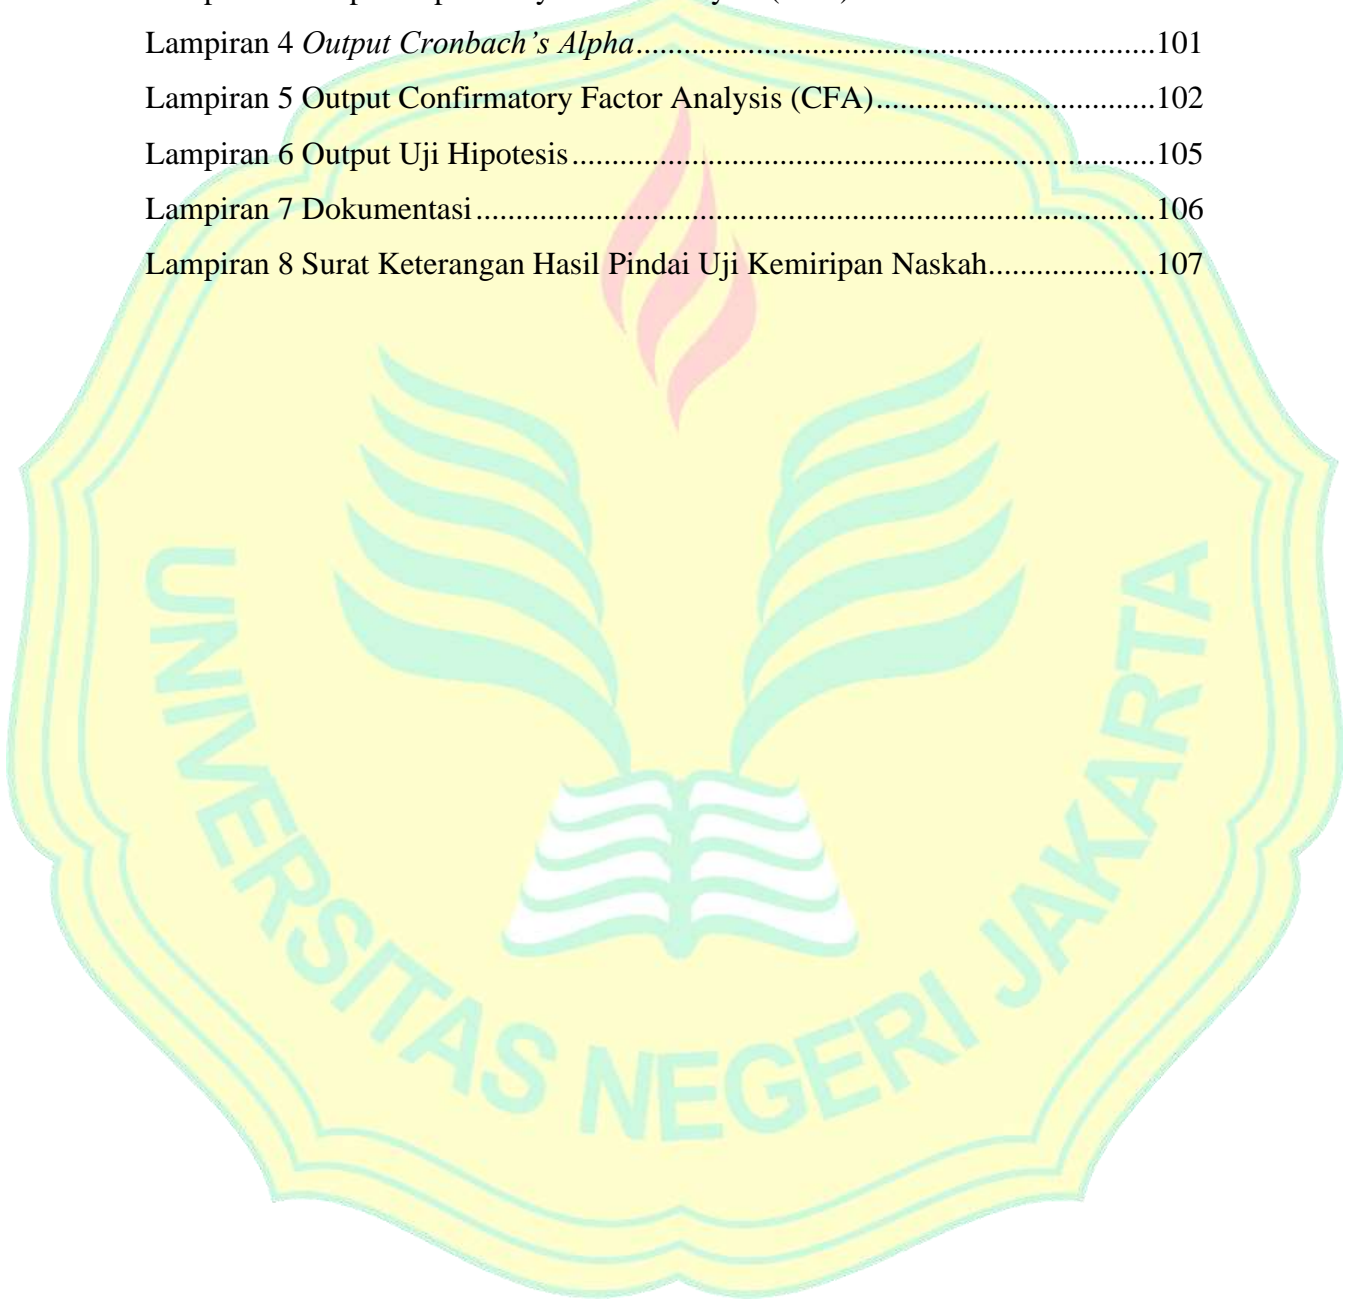 Lampiran 4 Output Cronbach’s Alpha...............................................................101
Lampiran 5 Output Confirmatory Factor Analysis (CFA)..................................102
Lampiran 6 Output Uji Hipotesis.......................................................................105
Lampiran 7 Dokumentasi...................................................................................106
Lampiran 8 Surat Keterangan Hasil Pindai Uji Kemiripan Naskah.....................107
UNIVERSITAS NEGERI JAKARTA